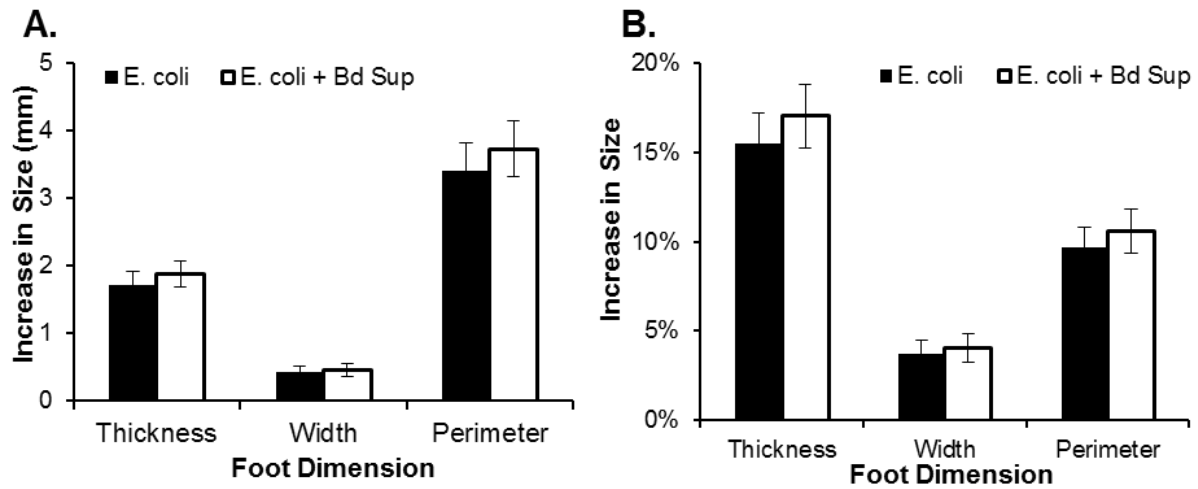 A.
Increase in Size (mm)
5
4
3
2
1
0
E. coli
E. coli + Bd Sup
Thickness
Width
Perimeter
Foot Dimension
B.
Increase in Size
20%
15%
10%
5%
0%
E. coli
E. coli + Bd Sup
Thickness
Width
Perimeter
Foot Dimension